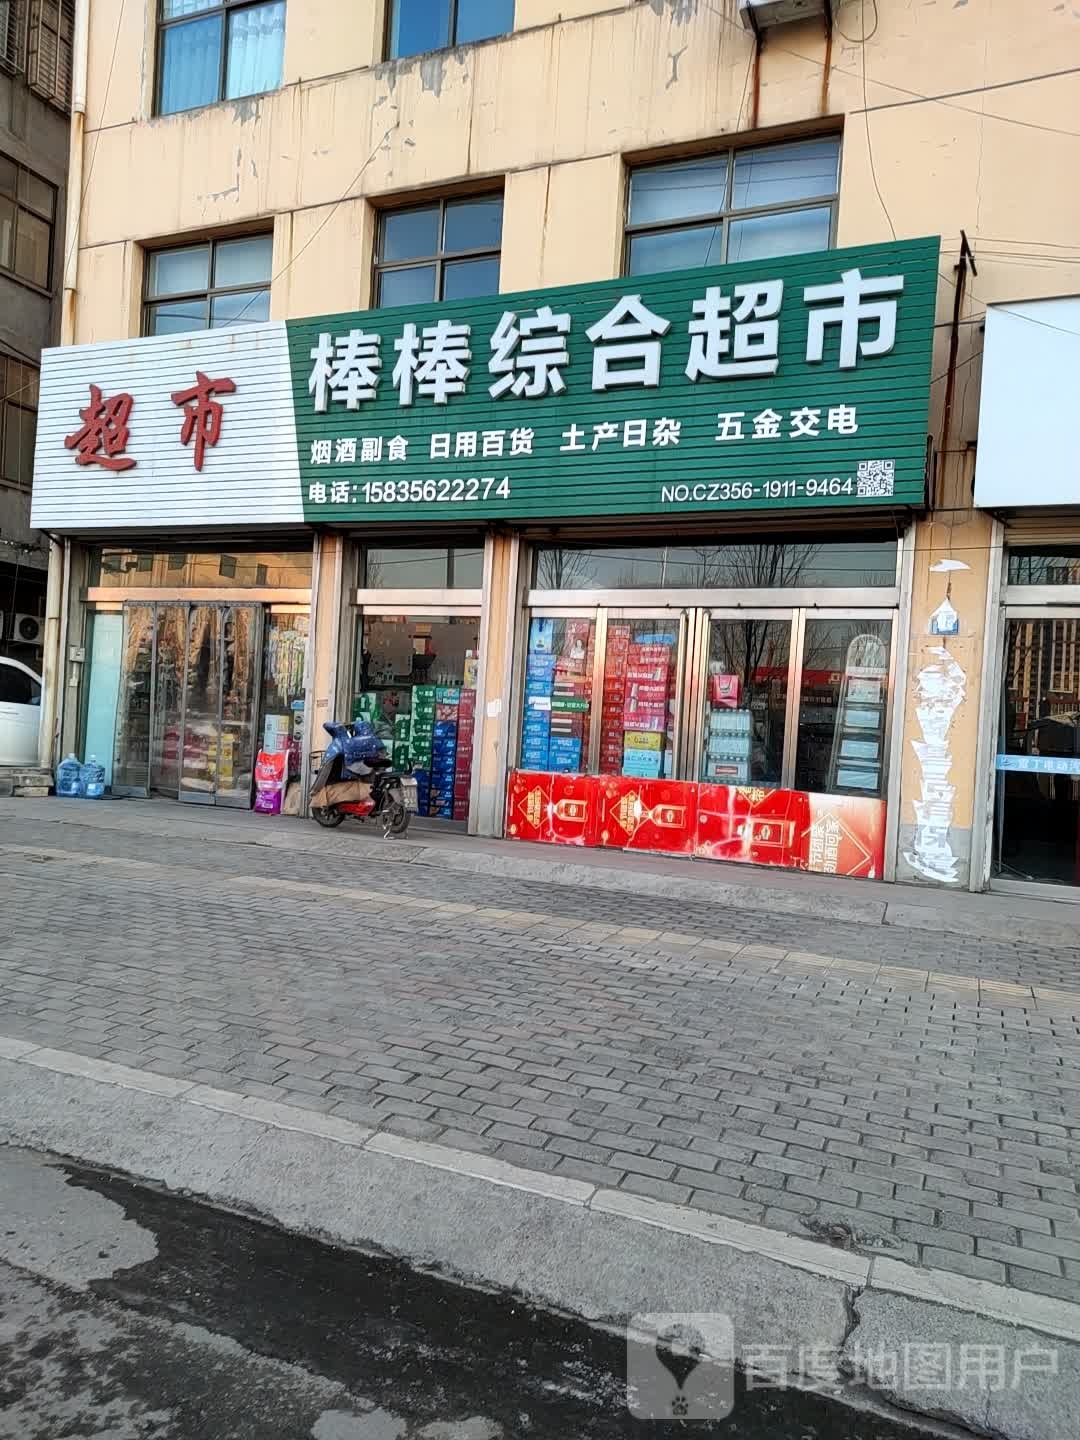 超市
棒棒综合超市
烟酒副食 日用百货 土产日杂 五金交电
电话:15835622274
NO.CZ356-1911-9464
百度地图用户